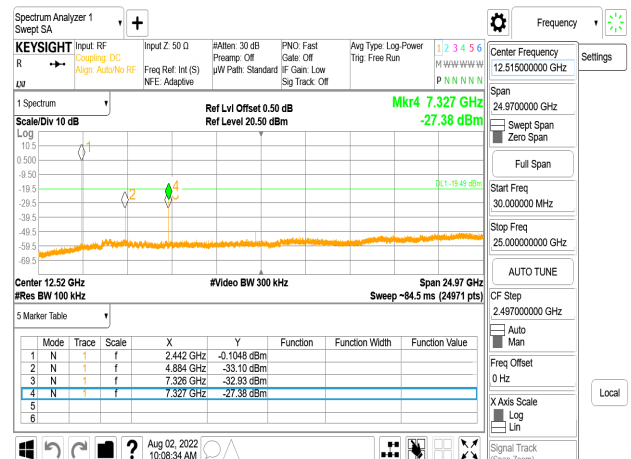 Spectrum Analyzer 1
Swept SA
Frequency
KEYSIGHT
R
LXI
Input: RF
Coupling: DC
Align: Auto/No RF
Input Z: 50 Ω
Freq Ref: Int (S)
NFE: Adaptive
#Atten: 30 dB
Preamp: Off
µW Path: Standard
PNO: Fast
Gate: Off
IF Gain: Low
Sig Track: Off
Avg Type: Log-Power
Trig: Free Run
1 2 3 4 5 6
M W W W W W
P N N N N N
1 Spectrum
Scale/Div 10 dB
Ref Lvl Offset 0.50 dB
Ref Level 20.50 dBm
Mkr4 7.327 GHz
-27.38 dBm
Log
10.5
0.500
-9.50
-19.5
-29.5
-39.5
-49.5
-59.5
-69.5
1
2
4
3
DL1 -19.49 dBm
Center 12.52 GHz
#Video BW 300 kHz
Span 24.97 GHz
#Res BW 100 kHz
Sweep ~84.5 ms (24971 pts)
5 Marker Table
Mode Trace Scale X Y Function Function Width Function Value
1 N 1 f 2.442 GHz -0.1048 dBm
2 N 1 f 4.884 GHz -33.10 dBm
3 N 1 f 7.326 GHz -32.93 dBm
4 N 1 f 7.327 GHz -27.38 dBm
5
6
?
Aug 02, 2022
10:08:34 AM
Center Frequency
12.515000000 GHz
Settings
Span
24.9700000 GHz
Swept Span
Zero Span
Full Span
Start Freq
30.000000 MHz
Stop Freq
25.00000000 GHz
AUTO TUNE
CF Step
2.497000000 GHz
Auto
Man
Freq Offset
0 Hz
Local
X Axis Scale
Log
Lin
Signal Track
(Span Zoom)